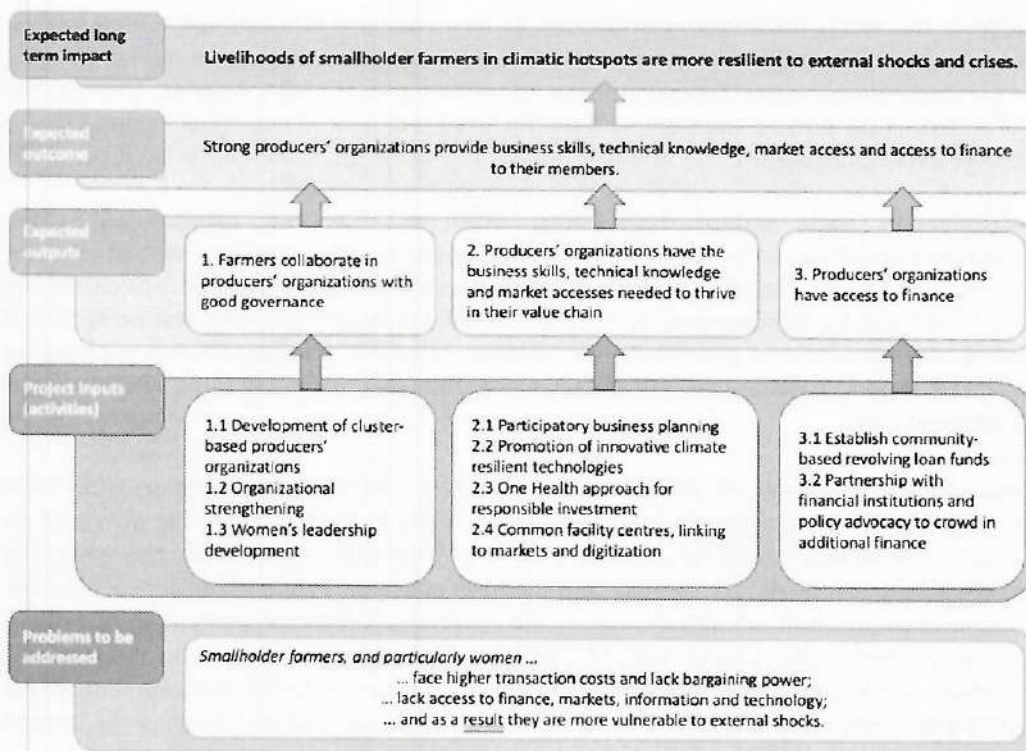 Expected long
term impact
Livelihoods of smallholder farmers in climatic hotspots are more resilient to external shocks and crises.
Expected
outcome
Strong producers' organizations provide business skills, technical knowledge, market access and access to finance
to their members.
Expected
outputs
1. Farmers collaborate in
producers' organizations with
good governance
2. Producers' organizations have the
business skills, technical knowledge
and market accesses needed to thrive
in their value chain
3. Producers' organizations
have access to finance
Project inputs
(activities)
1.1 Development of cluster-
based producers'
organizations
1.2 Organizational
strengthening
1.3 Women's leadership
development
2.1 Participatory business planning
2.2 Promotion of innovative climate
resilient technologies
2.3 One Health approach for
responsible investment
2.4 Common facility centres, linking
to markets and digitization
3.1 Establish community-
based revolving loan funds
3.2 Partnership with
financial institutions and
policy advocacy to crowd in
additional finance
Problems to be
addressed
Smallholder farmers, and particularly women ...
... face higher transaction costs and lack bargaining power;
... lack access to finance, markets, information and technology;
... and as a result they are more vulnerable to external shocks.